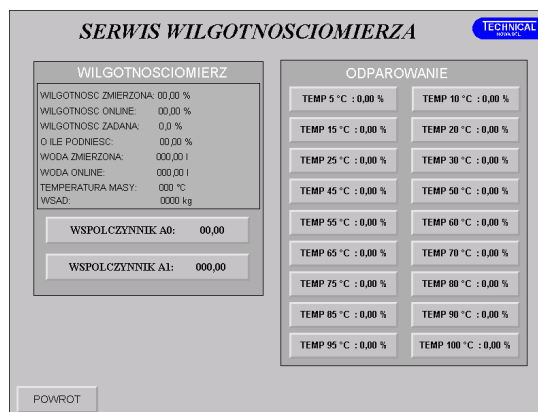 SERWIS WILGOTNOSCIOMIERZA
TECHNICAL
NOWA SÓL
WILGOTNOSCIOMIERZ
WILGOTNOSC ZMIERZONA: 00,00 %
WILGOTNOSC ONLINE: 00,00 %
WILGOTNOSC ZADANA: 0,0 %
O ILE PODNIESC: 00,00 %
WODA ZMIERZONA: 000,00 l
WODA ONLINE: 000,00 l
TEMPERATURA MASY: 000 °C
WSAD: 0000 kg
WSPOLCZYNNIK A0: 00,00
WSPOLCZYNNIK A1: 000,00
ODPAROWANIE
TEMP 5 °C : 0,00 % TEMP 10 °C : 0,00 %
TEMP 15 °C : 0,00 % TEMP 20 °C : 0,00 %
TEMP 25 °C : 0,00 % TEMP 30 °C : 0,00 %
TEMP 45 °C : 0,00 % TEMP 50 °C : 0,00 %
TEMP 55 °C : 0,00 % TEMP 60 °C : 0,00 %
TEMP 65 °C : 0,00 % TEMP 70 °C : 0,00 %
TEMP 75 °C : 0,00 % TEMP 80 °C : 0,00 %
TEMP 85 °C : 0,00 % TEMP 90 °C : 0,00 %
TEMP 95 °C : 0,00 % TEMP 100 °C : 0,00 %
POWROT